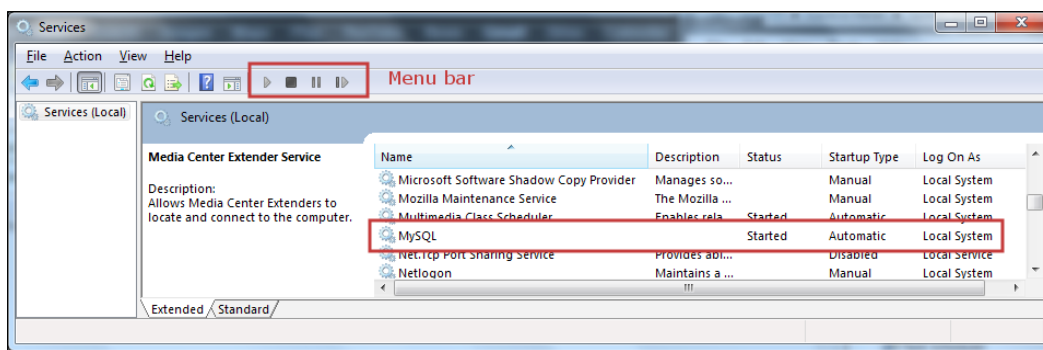 Services
File Action View Help
Menu bar
Services (Local)
Services (Local)
Media Center Extender Service
Description:
Allows Media Center Extenders to
locate and connect to the computer.
Name Description Status Startup Type Log On As
Microsoft Software Shadow Copy Provider Manages so... Manual Local System
Mozilla Maintenance Service The Mozilla ... Manual Local System
Multimedia Class Scheduler Enables rela... Started Automatic Local System
MySQL Started Automatic Local System
Net.Tcp Port Sharing Service Provides abi... Disabled Local Service
Netlogon Maintains a ... Manual Local System
Extended Standard